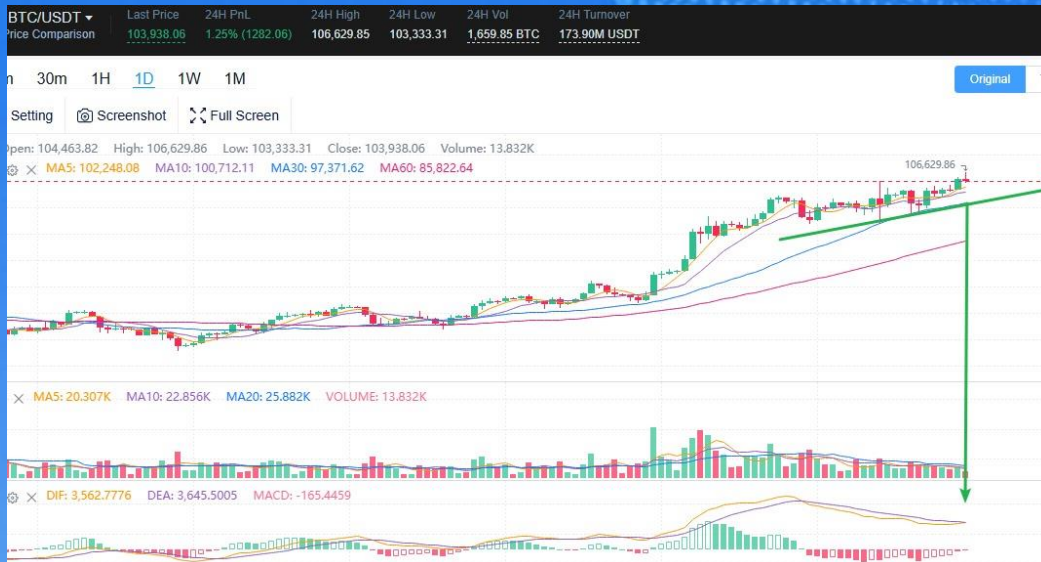 BTC/USDT Last Price 24H PnL 24H High 24H Low 24H Vol 24H Turnover
Price Comparison 103,938.06 1.25% (1282.06) 106,629.85 103,333.31 1,659.85 BTC 173.90M USDT
30m 1H 1D 1W 1M Original
Setting Screenshot Full Screen
Open: 104,463.82 High: 106,629.86 Low: 103,333.31 Close: 103,938.06 Volume: 13.832K
MA5: 102,248.08 MA10: 100,712.11 MA30: 97,371.62 MA60: 85,822.64
106,629.86
MA5: 20.307K MA10: 22.856K MA20: 25.882K VOLUME: 13.832K
DIF: 3,562.7776 DEA: 3,645.5005 MACD: -165.4459